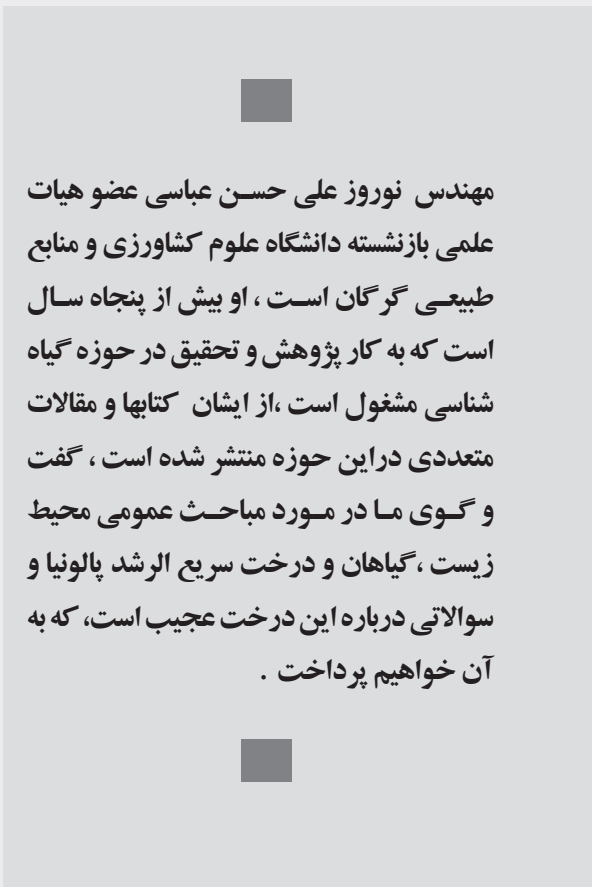 مهندس نوروز علی حسن عباسی عضو هیات
علمی بازنشسته دانشگاه علوم کشاورزی و منابع
طبیعی گرگان است ، او بیش از پنجاه سال
است که به کار پژوهش و تحقیق در حوزه گیاه
شناسی مشغول است ،از ایشان کتابها و مقالات
متعددی دراین حوزه منتشر شده است ، گفت
و گوی ما در مورد مباحث عمومی محیط
زیست ،گیاهان و درخت سریع الرشد پالونیا و
سوالاتی درباره این درخت عجیب است، که به
آن خواهیم پرداخت .